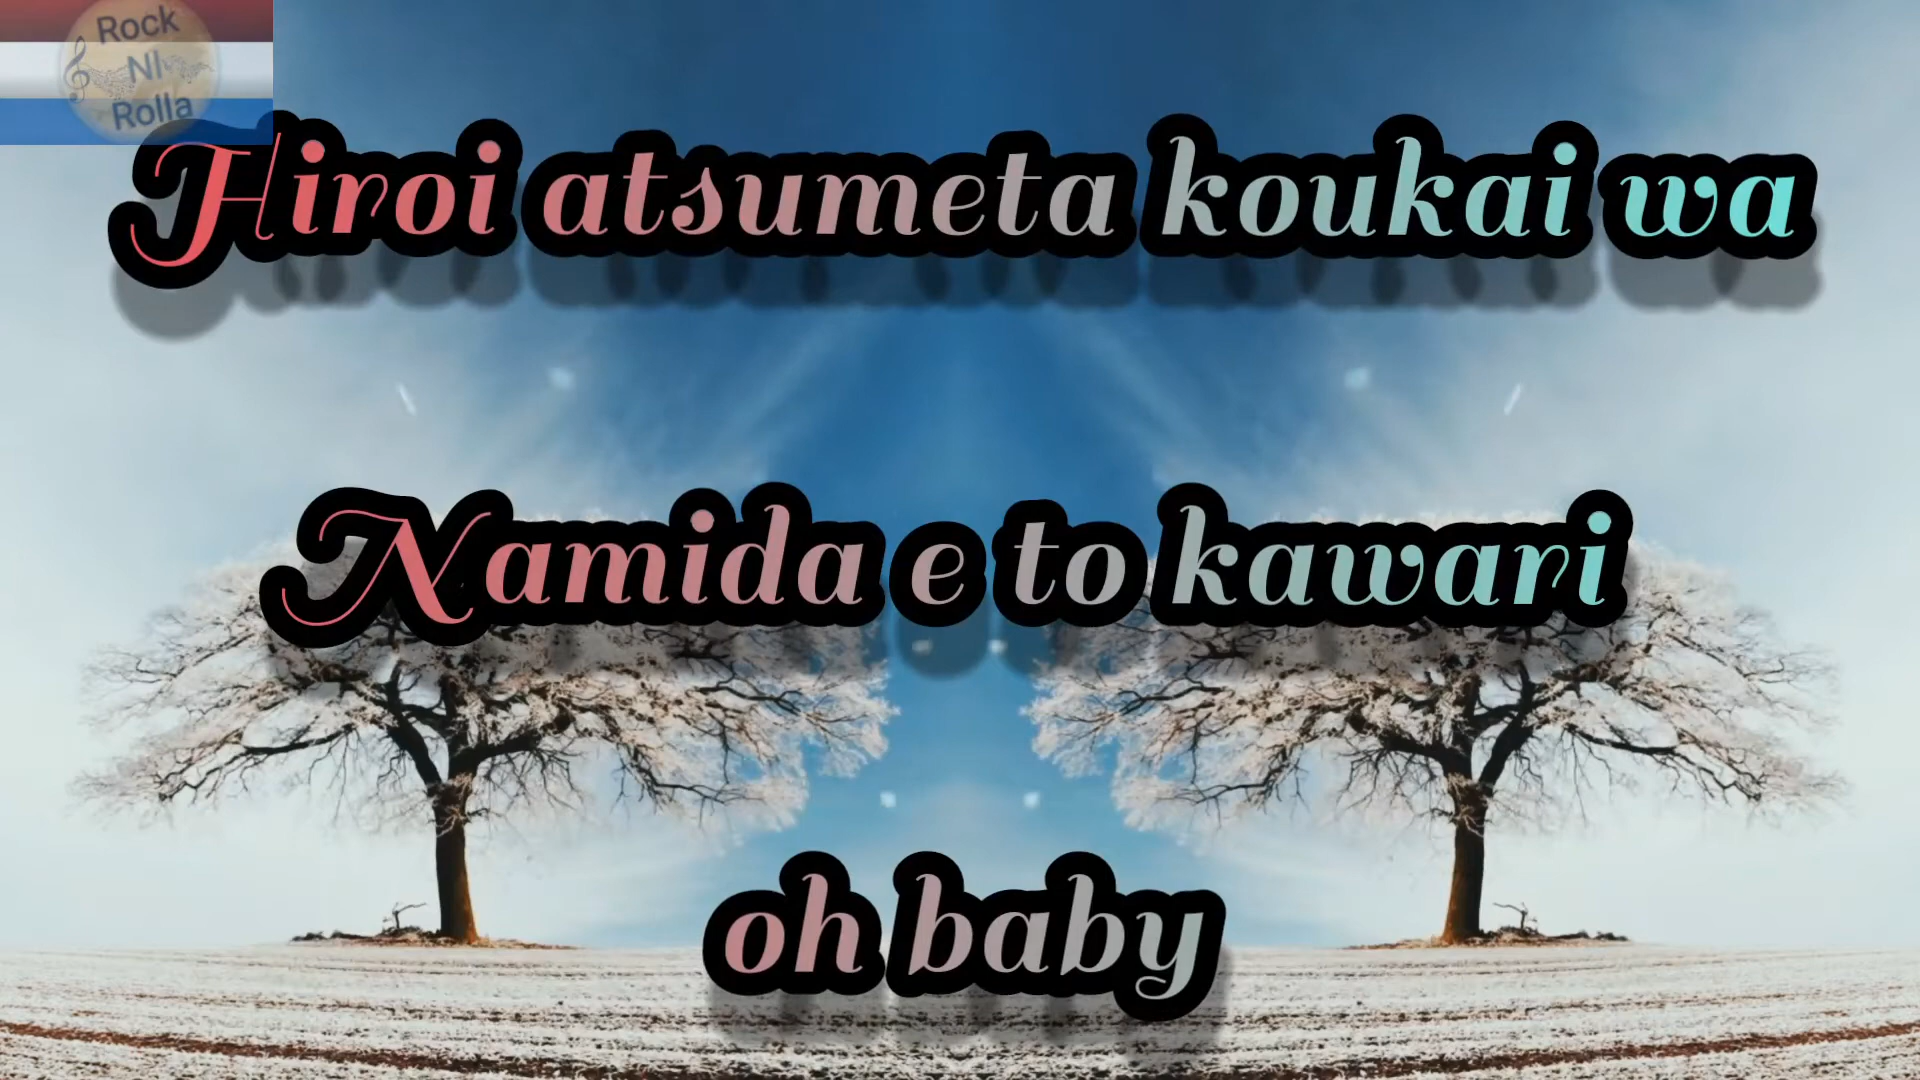 Rock
Nl
Rolla
Hiroi atsumeta koukai wa
Namida e to kawari
oh baby